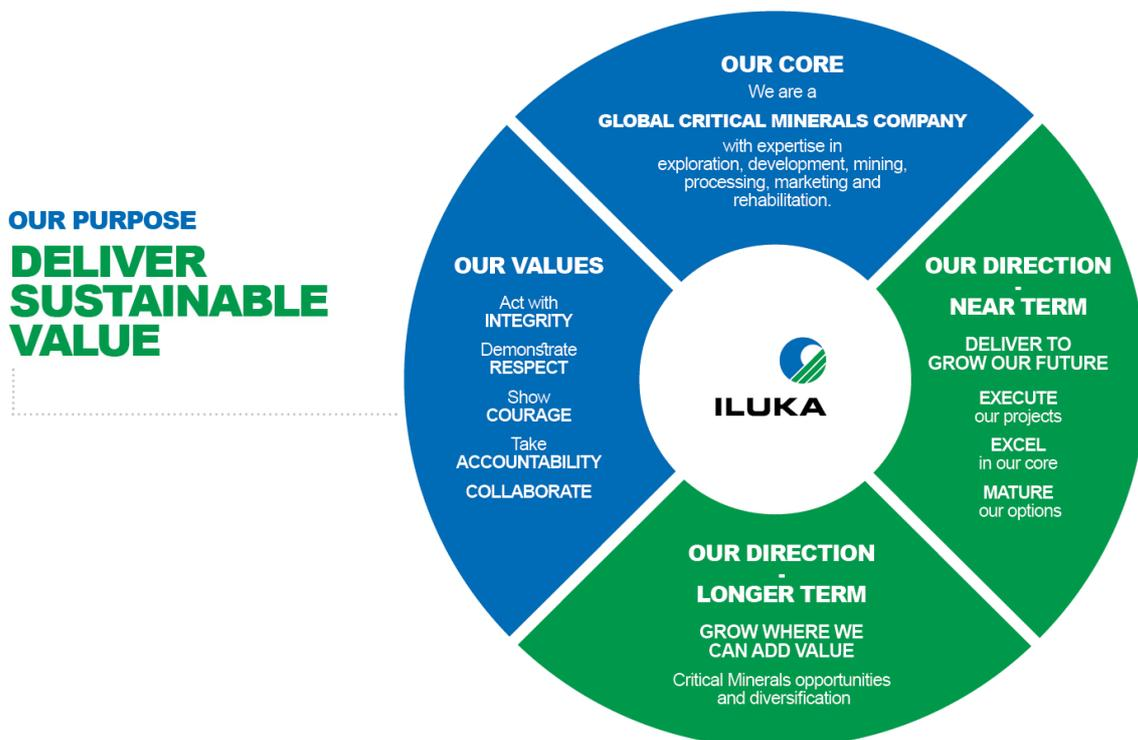 OUR PURPOSE
DELIVER
SUSTAINABLE
VALUE
OUR CORE
We are a
GLOBAL CRITICAL MINERALS COMPANY
with expertise in
exploration, development, mining,
processing, marketing and
rehabilitation.
OUR VALUES
Act with
INTEGRITY
Demonstrate
RESPECT
Show
COURAGE
Take
ACCOUNTABILITY
COLLABORATE
ILUKA
OUR DIRECTION
-
NEAR TERM
DELIVER TO
GROW OUR FUTURE
EXECUTE
our projects
EXCEL
in our core
MATURE
our options
OUR DIRECTION
-
LONGER TERM
GROW WHERE WE
CAN ADD VALUE
Critical Minerals opportunities
and diversification